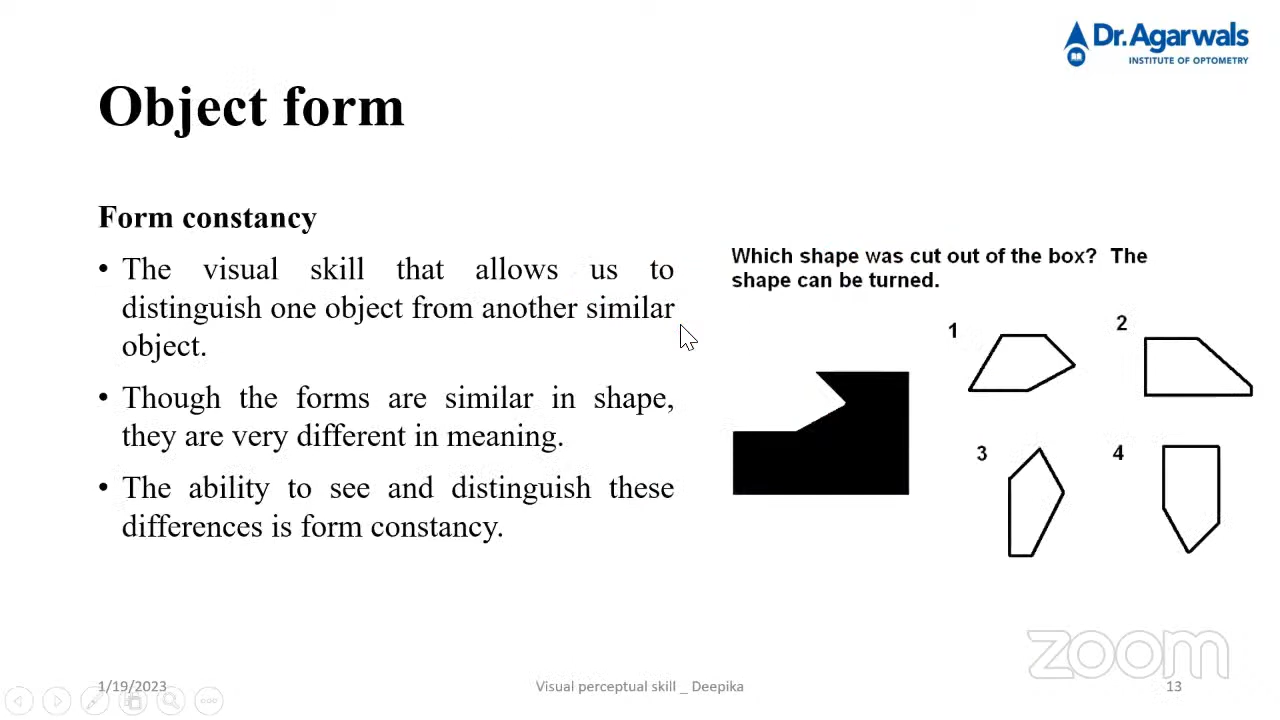 Dr.Agarwals
INSTITUTE OF OPTOMETRY
Object form
Form constancy
• The visual skill that allows us to
distinguish one object from another similar
object.
• Though the forms are similar in shape,
they are very different in meaning.
• The ability to see and distinguish these
differences is form constancy.
Which shape was cut out of the box? The
shape can be turned.
1
2
3
4
zoom
1/19/2023
Visual perceptual skill _ Deepika
13